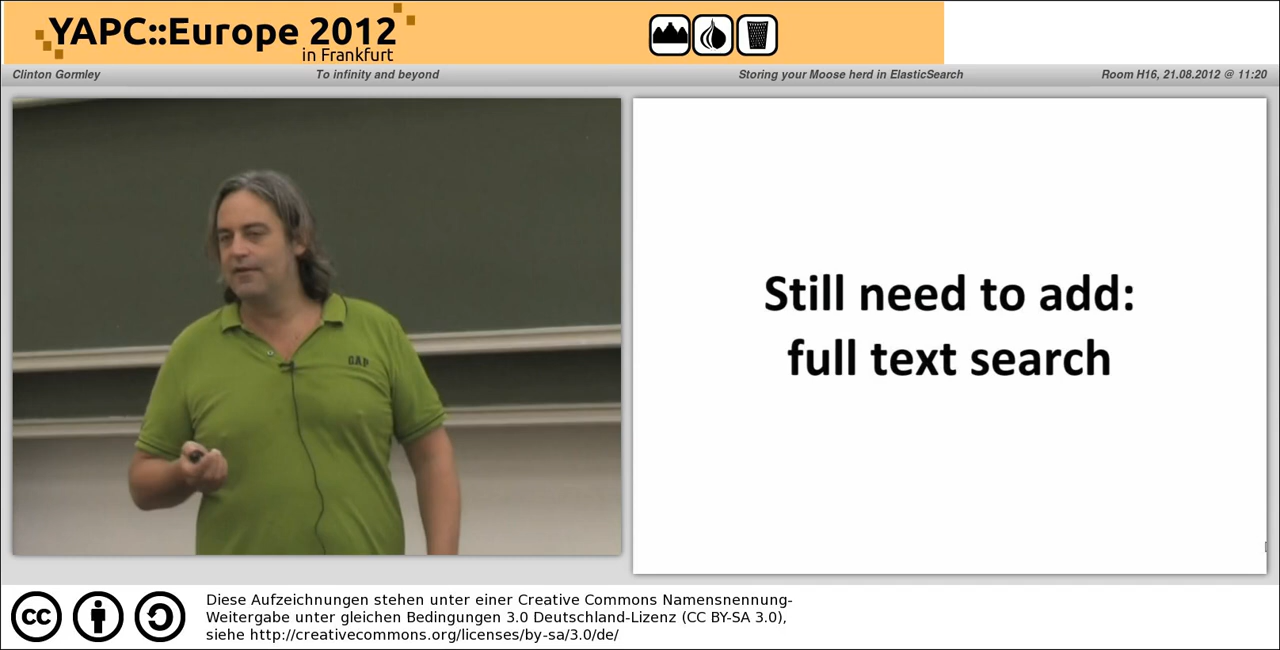 YAPC::Europe 2012
in Frankfurt
Clinton Gormley To infinity and beyond Storing your Moose herd in ElasticSearch Room H16, 21.08.2012 @ 11:20
GAP
Still need to add:
full text search
cc
Diese Aufzeichnungen stehen unter einer Creative Commons Namensnennung-
Weitergabe unter gleichen Bedingungen 3.0 Deutschland-Lizenz (CC BY-SA 3.0),
siehe http://creativecommons.org/licenses/by-sa/3.0/de/